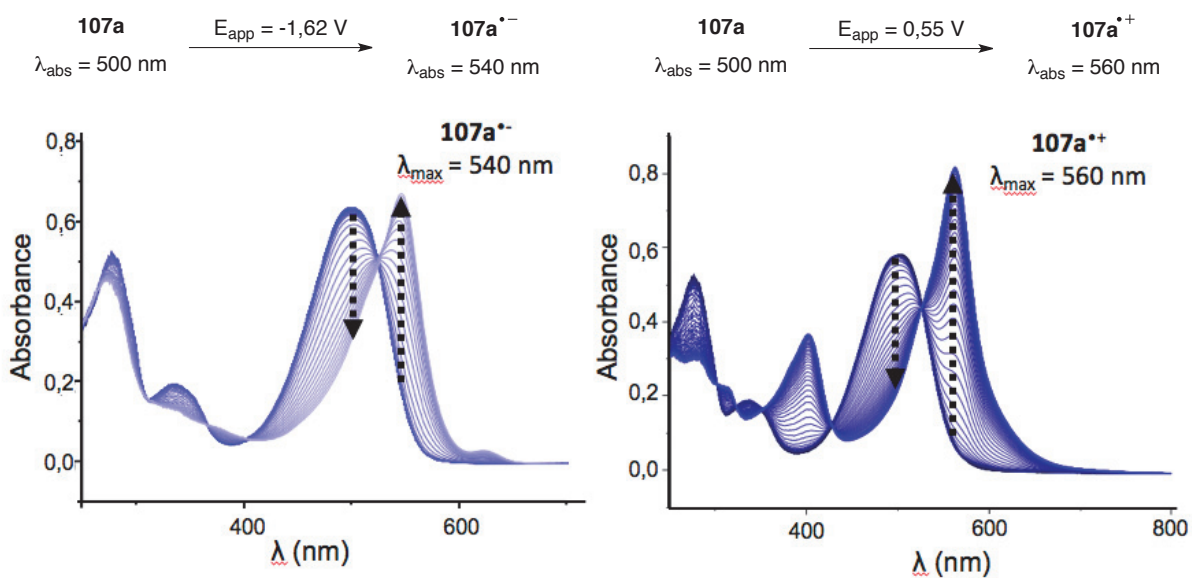 107a
E_app = -1,62 V
107a•−
λ_abs = 500 nm
λ_abs = 540 nm
107a•-
λ_max = 540 nm
0,8
0,6
0,4
0,2
0,0
Absorbance
400
600
λ (nm)
107a
E_app = 0,55 V
107a•+
λ_abs = 500 nm
λ_abs = 560 nm
107a•+
λ_max = 560 nm
0,8
0,6
0,4
0,2
0,0
Absorbance
400
600
800
λ (nm)